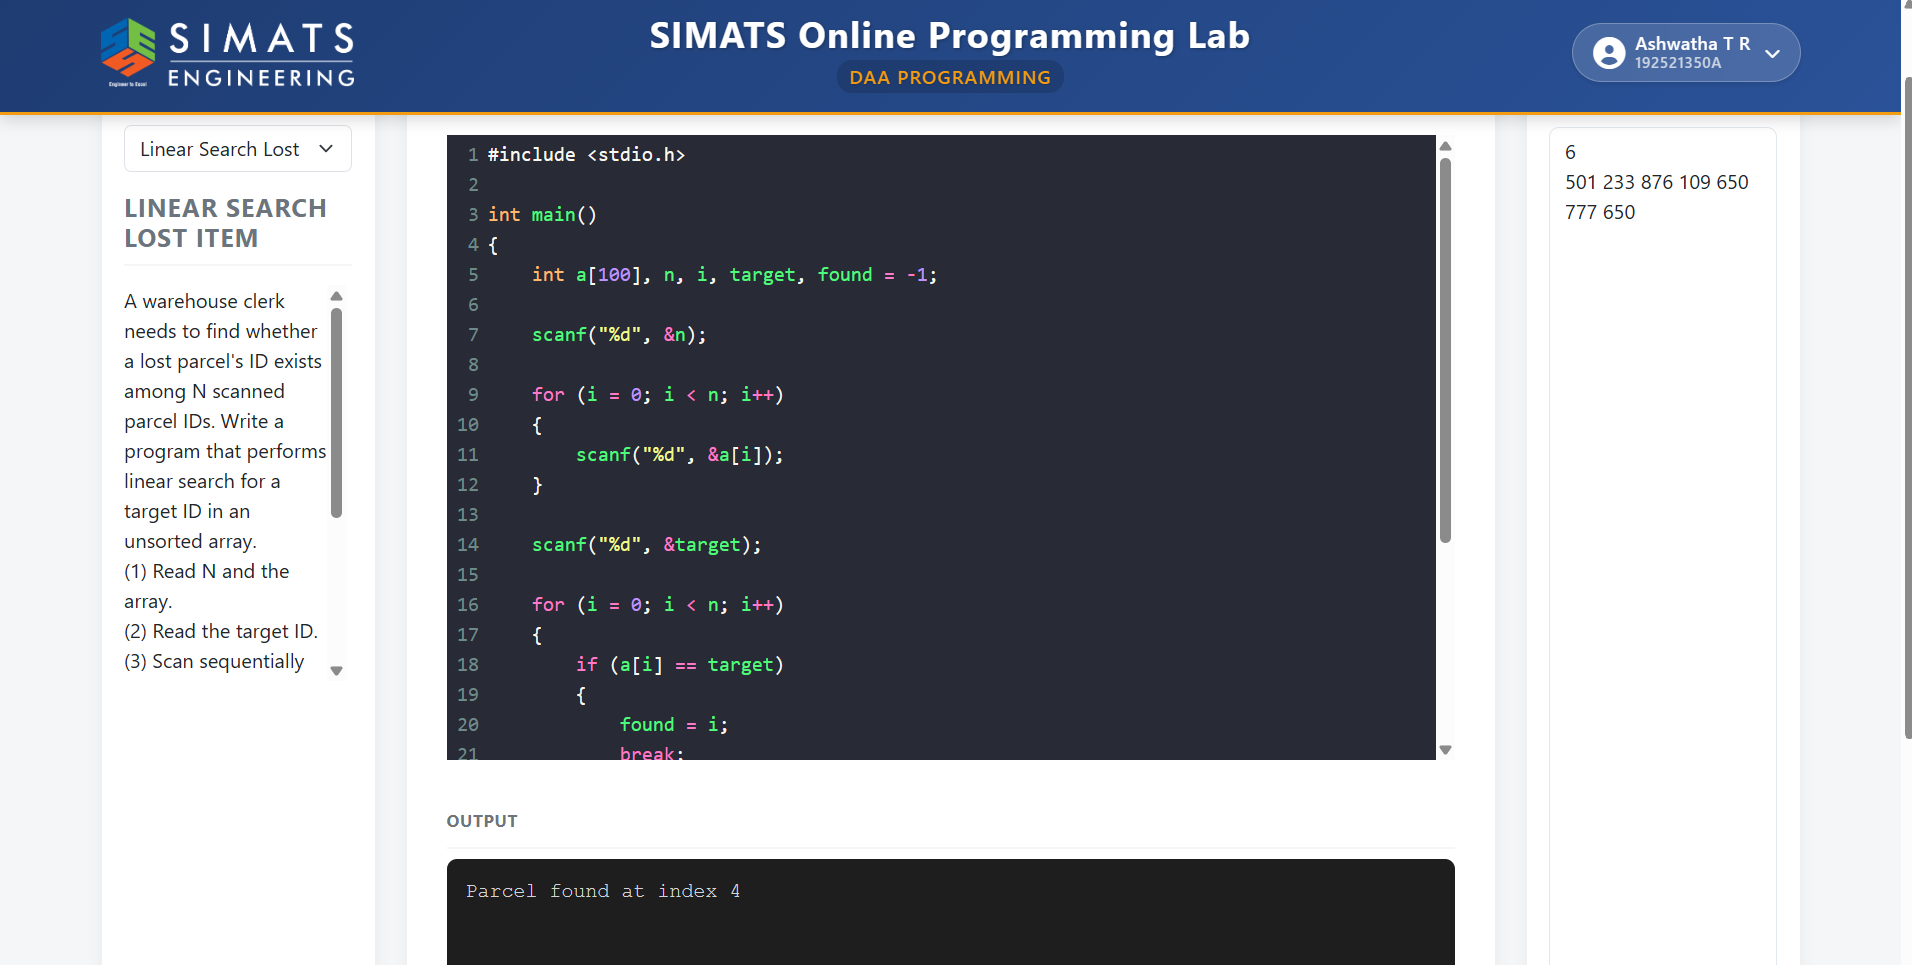 SIMATS
ENGINEERING
Engineer to Excel
SIMATS Online Programming Lab
DAA PROGRAMMING
Ashwatha T R
192521350A
Linear Search Lost
LINEAR SEARCH
LOST ITEM
A warehouse clerk
needs to find whether
a lost parcel's ID exists
among N scanned
parcel IDs. Write a
program that performs
linear search for a
target ID in an
unsorted array.
(1) Read N and the
array.
(2) Read the target ID.
(3) Scan sequentially
1 #include <stdio.h>
2
3 int main()
4 {
5     int a[100], n, i, target, found = -1;
6
7     scanf("%d", &n);
8
9     for (i = 0; i < n; i++)
10     {
11         scanf("%d", &a[i]);
12     }
13
14     scanf("%d", &target);
15
16     for (i = 0; i < n; i++)
17     {
18         if (a[i] == target)
19         {
20             found = i;
21             break;
OUTPUT
Parcel found at index 4
6
501 233 876 109 650
777 650